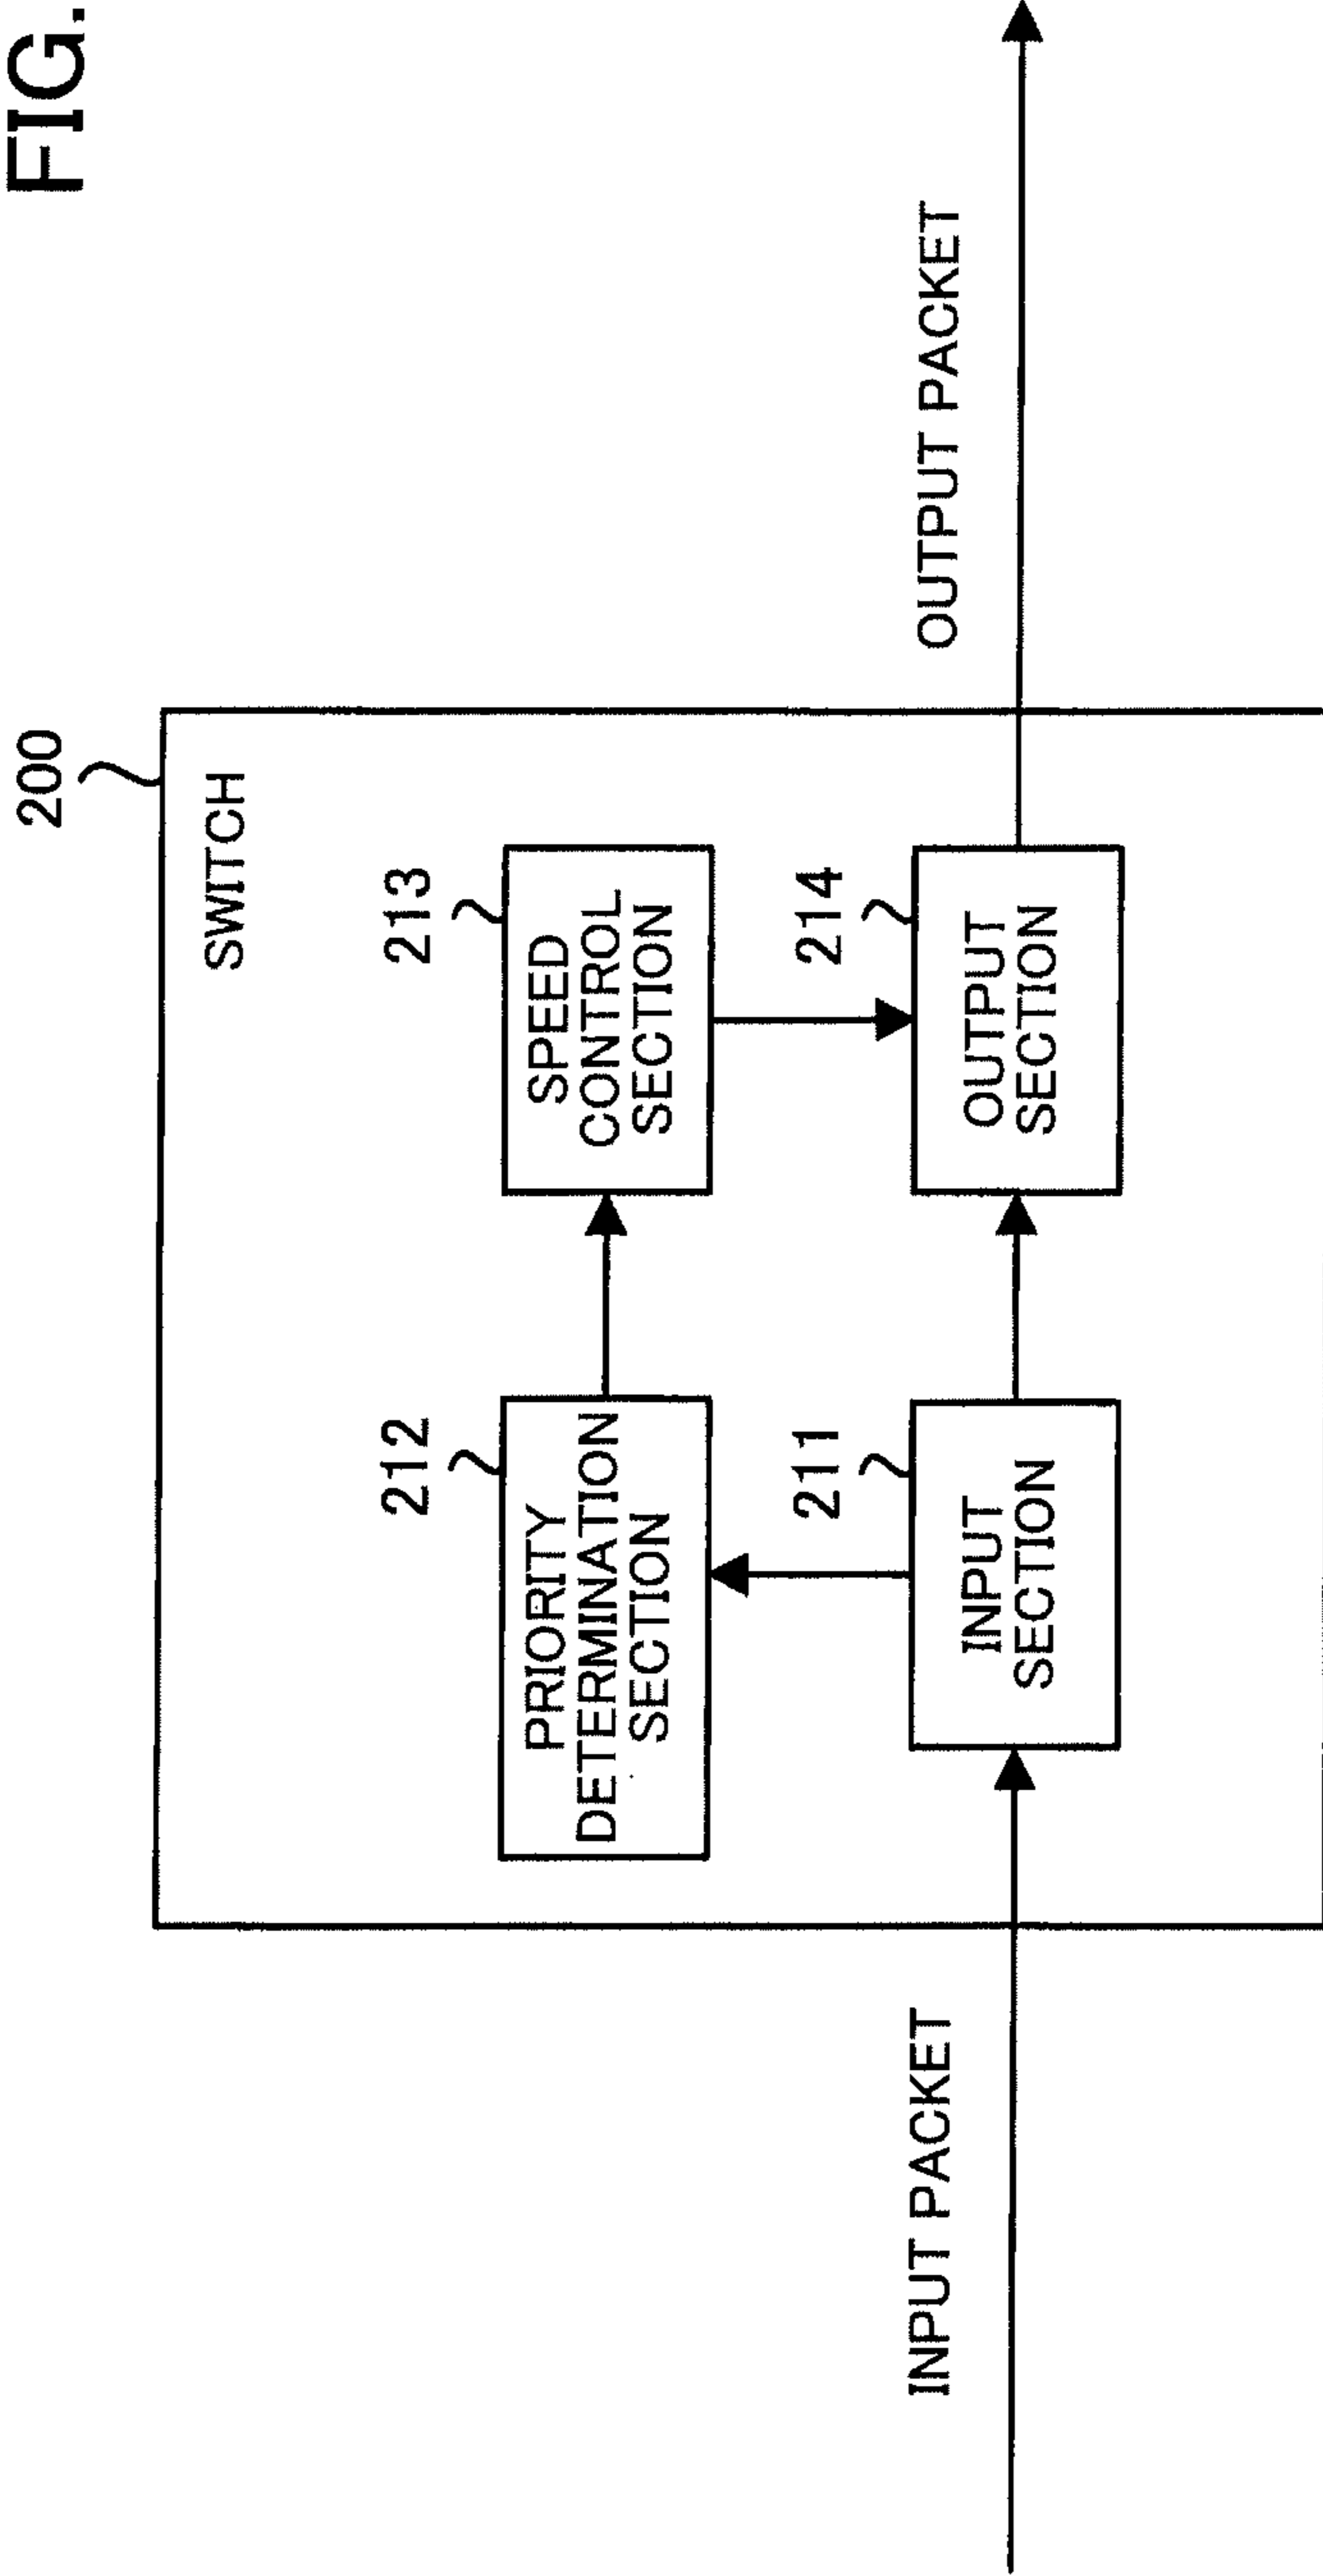 FIG.
200
SWITCH
212
PRIORITY
DETERMINATION
SECTION
213
SPEED
CONTROL
SECTION
211
INPUT
SECTION
214
OUTPUT
SECTION
INPUT PACKET
OUTPUT PACKET